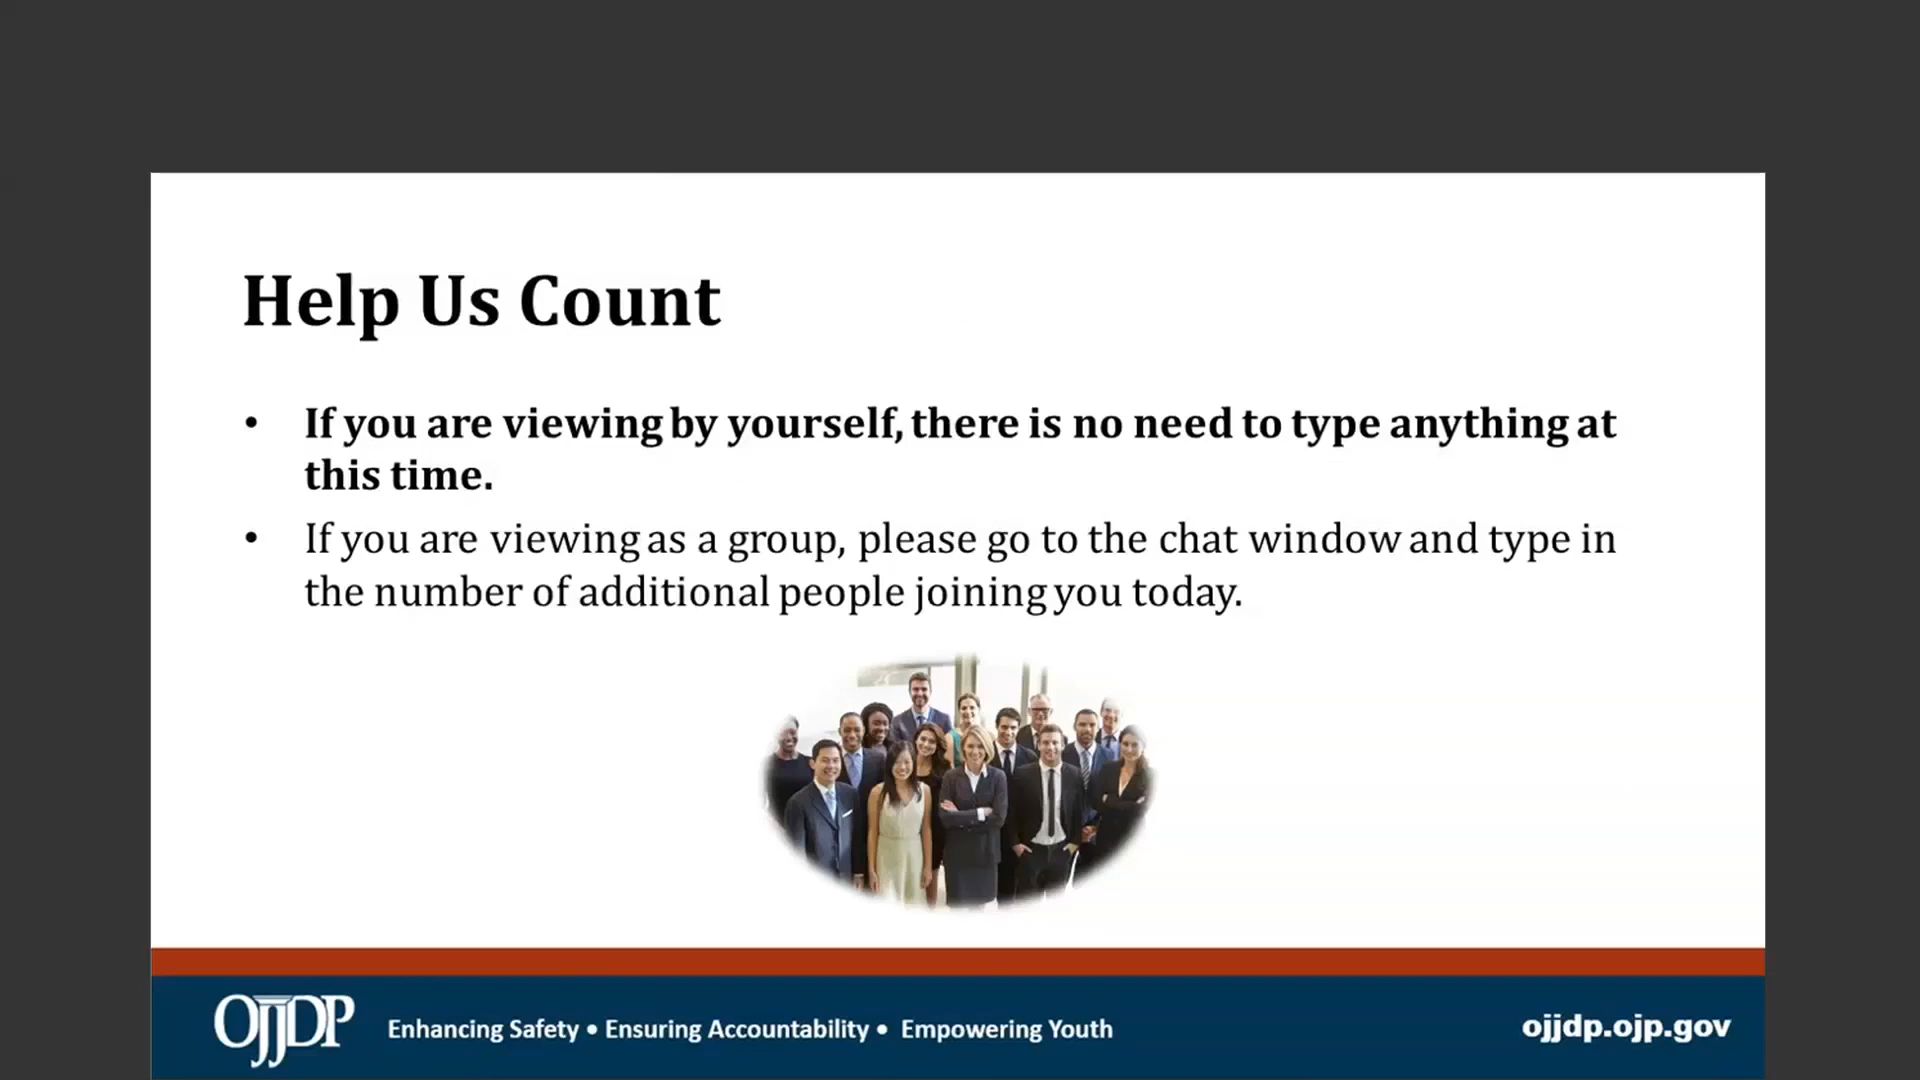 Help Us Count
• If you are viewing by yourself, there is no need to type anything at
this time.
• If you are viewing as a group, please go to the chat window and type in
the number of additional people joining you today.
OJJDP
Enhancing Safety • Ensuring Accountability • Empowering Youth
ojjdp.ojp.gov